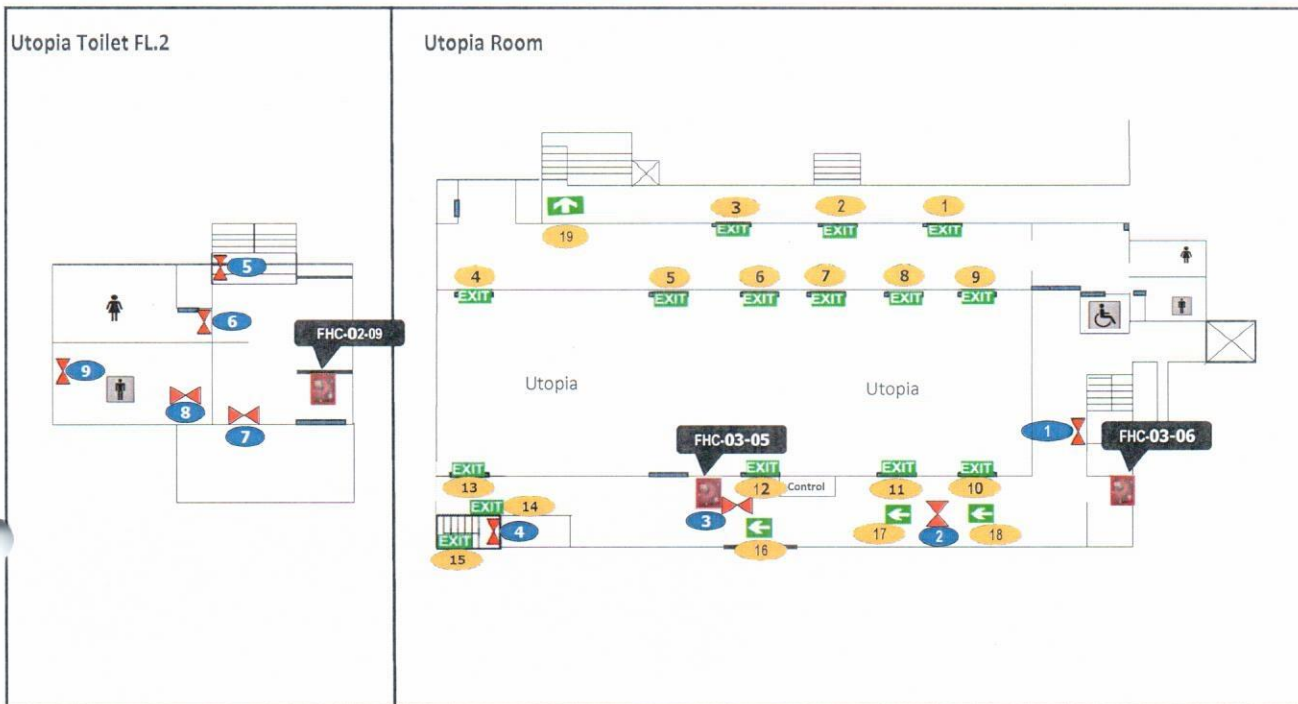 Utopia Toilet FL.2
5
6
FHC-02-09
9
8
7
Utopia Room
3 2 1
EXIT EXIT EXIT
19
4 5 6 7 8 9
EXIT EXIT EXIT EXIT EXIT EXIT
Utopia Utopia
1
FHC-03-05 FHC-03-06
EXIT EXIT EXIT EXIT
13 12 Control 11 10
EXIT 14 3
4
EXIT 16 17 2 18
15